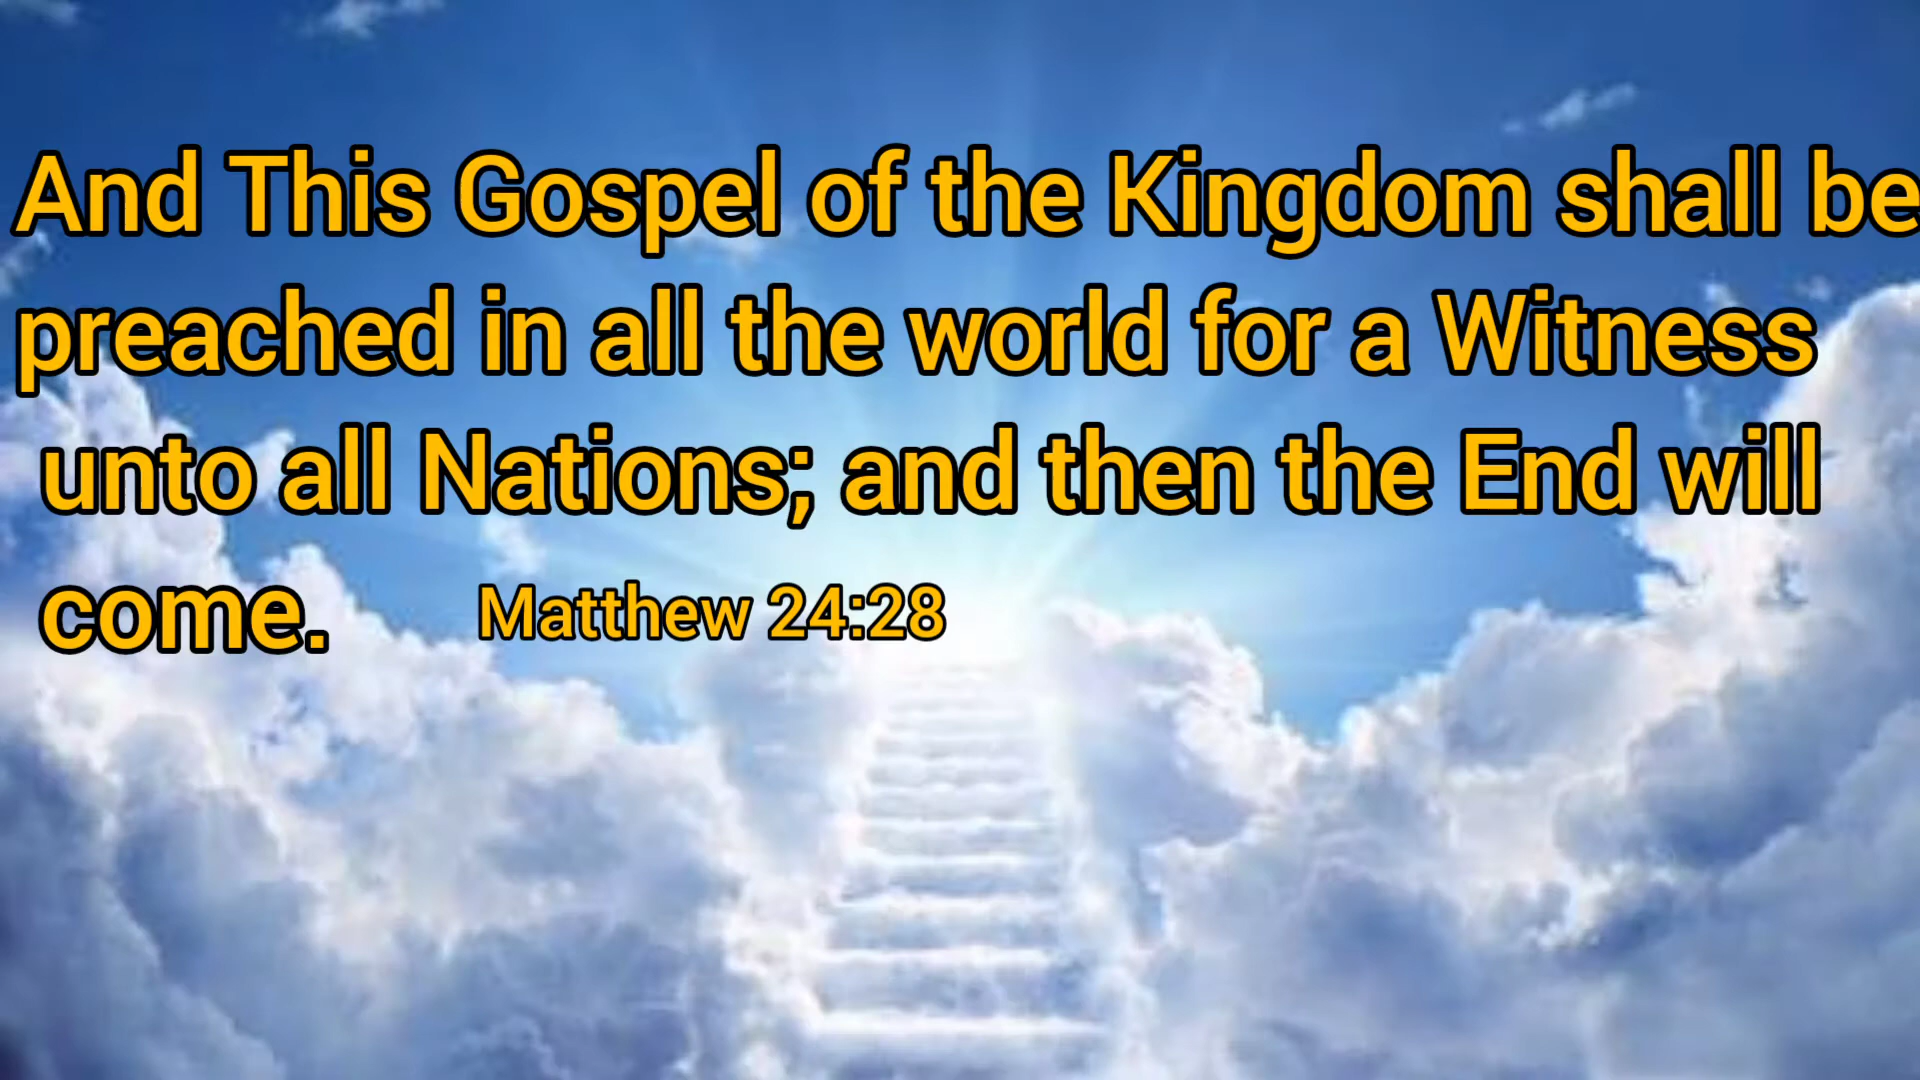 And This Gospel of the Kingdom shall be
preached in all the world for a Witness
unto all Nations; and then the End will
come. Matthew 24:28